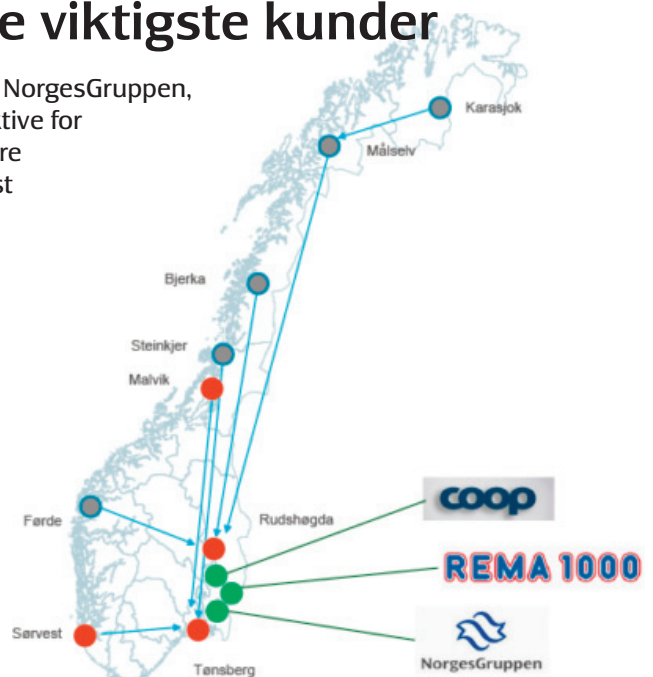 e viktigste kunder
NorgesGruppen,
tive for
re
st
Karasjok
Målselv
Bjerka
Steinkjer
Malvik
Førde
Rudshøgda
coop
REMA 1000
Sørvest
Tønsberg
NorgesGruppen